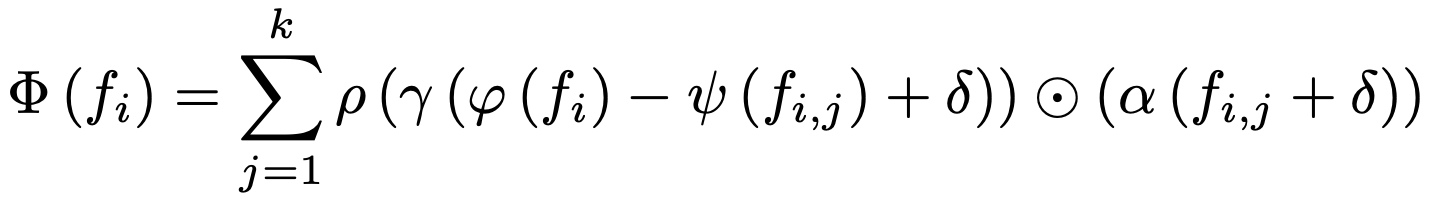 Φ (f_i) = \sum_{j=1}^{k} ρ (γ (φ (f_i) − ψ (f_{i,j}) + δ)) ⊙ (α (f_{i,j} + δ))